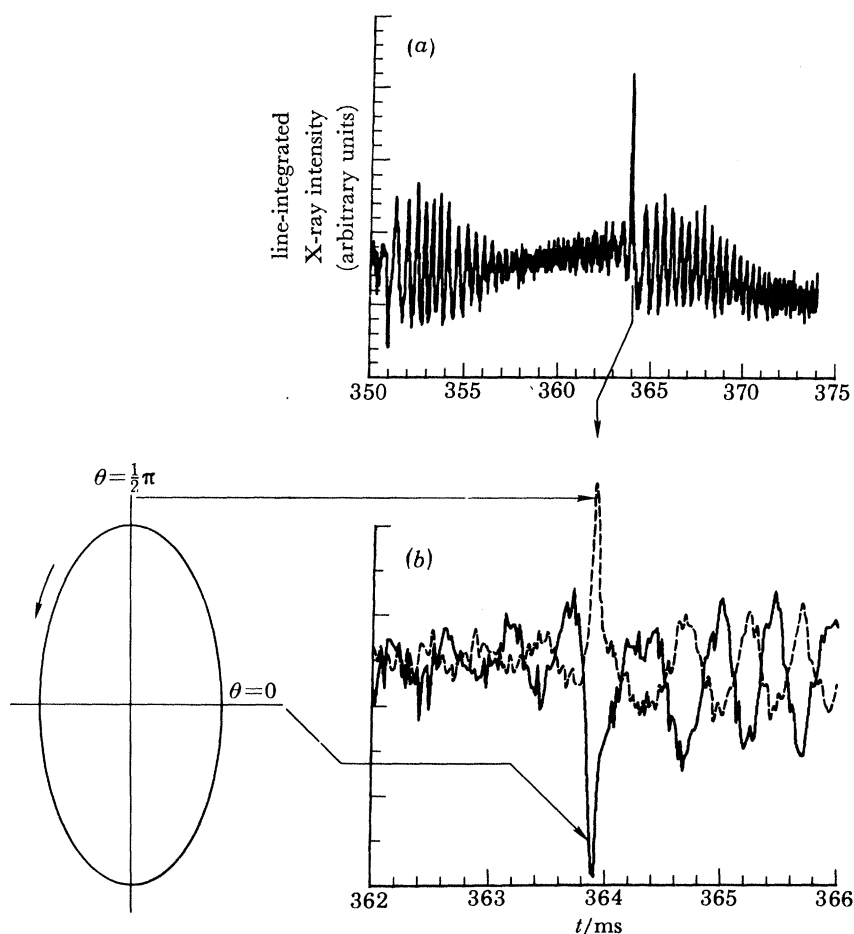 (a)
line-integrated
X-ray intensity
(arbitrary units)
350 355 360 365 370 375
θ=½π
(b)
θ=0
362 363 364 365 366
t/ms